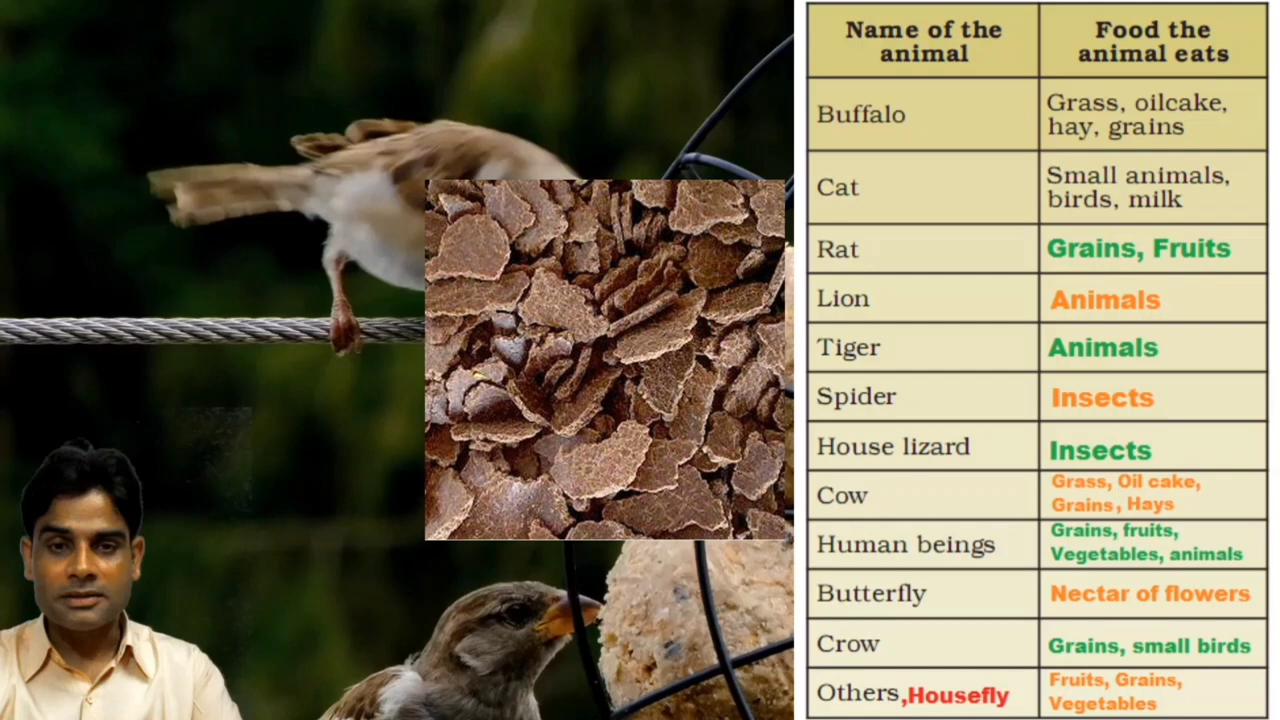 Name of the animal
Food the animal eats
Buffalo
Grass, oilcake,
hay, grains
Cat
Small animals,
birds, milk
Rat
Grains, Fruits
Lion
Animals
Tiger
Animals
Spider
Insects
House lizard
Insects
Cow
Grass, Oil cake,
Grains, Hays
Human beings
Grains, fruits,
Vegetables, animals
Butterfly
Nectar of flowers
Crow
Grains, small birds
Others,Housefly
Fruits, Grains,
Vegetables